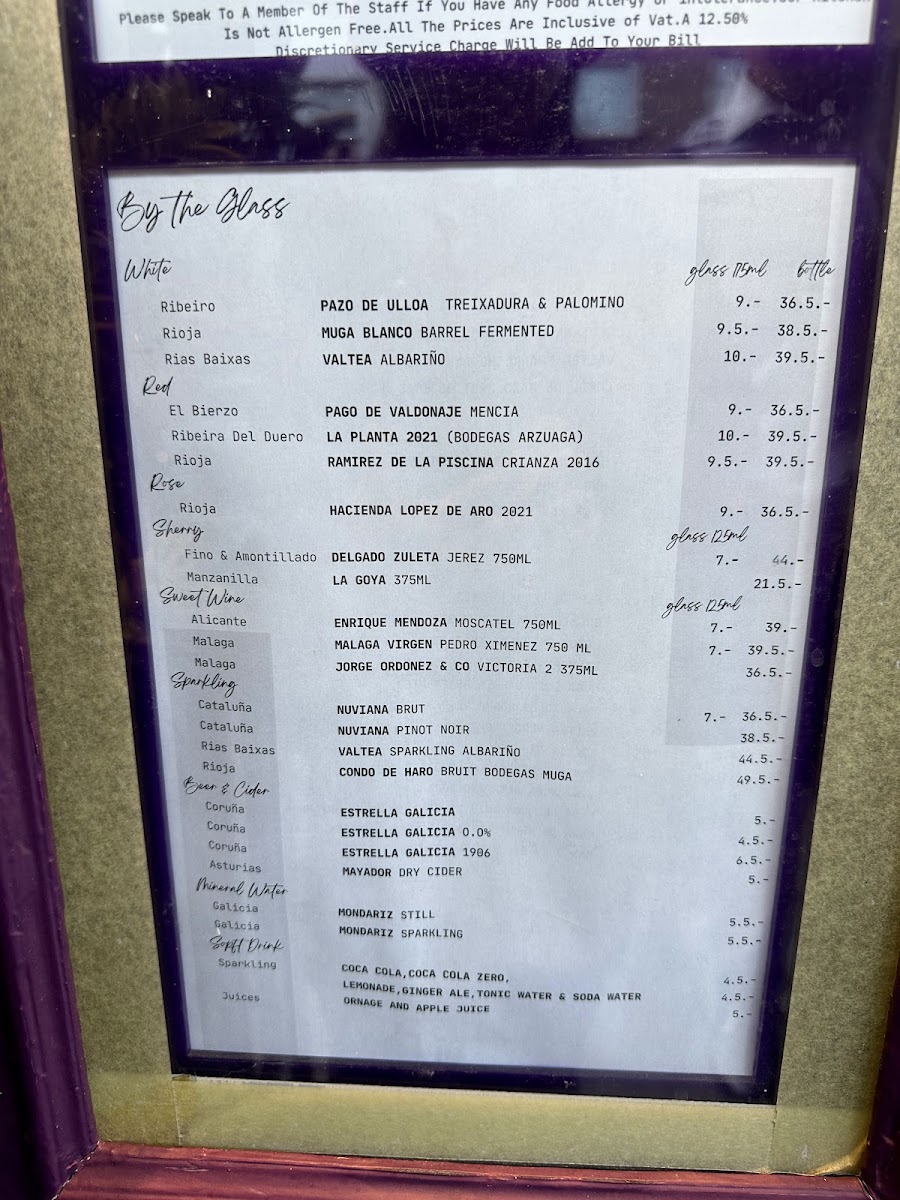 Please Speak To A Member Of The Staff If You Have Any Food Allergy Or Intolerance.Our Kitchen
Is Not Allergen Free.All The Prices Are Inclusive of Vat.A 12.50%
Discretionary Service Charge Will Be Add To Your Bill
By the Glass
White glass 175ml bottle
Ribeiro PAZO DE ULLOA TREIXADURA & PALOMINO 9.- 36.5.-
Rioja MUGA BLANCO BARREL FERMENTED 9.5.- 38.5.-
Rias Baixas VALTEA ALBARIÑO 10.- 39.5.-
Red
El Bierzo PAGO DE VALDONAJE MENCIA 9.- 36.5.-
Ribeira Del Duero LA PLANTA 2021 (BODEGAS ARZUAGA) 10.- 39.5.-
Rioja RAMIREZ DE LA PISCINA CRIANZA 2016 9.5.- 39.5.-
Rose
Rioja HACIENDA LOPEZ DE ARO 2021 9.- 36.5.-
Sherry glass 125ml
Fino & Amontillado DELGADO ZULETA JEREZ 750ML 7.- 44.-
Manzanilla LA GOYA 375ML 21.5.-
Sweet Wine glass 125ml
Alicante ENRIQUE MENDOZA MOSCATEL 750ML 7.- 39.-
Malaga MALAGA VIRGEN PEDRO XIMENEZ 750 ML 7.- 39.5.-
Malaga JORGE ORDONEZ & CO VICTORIA 2 375ML 36.5.-
Sparkling
Cataluña NUVIANA BRUT 7.- 36.5.-
Cataluña NUVIANA PINOT NOIR 38.5.-
Rias Baixas VALTEA SPARKLING ALBARIÑO 44.5.-
Rioja CONDO DE HARO BRUIT BODEGAS MUGA 49.5.-
Beer & Cider
Coruña ESTRELLA GALICIA 5.-
Coruña ESTRELLA GALICIA 0.0% 4.5.-
Coruña ESTRELLA GALICIA 1906 6.5.-
Asturias MAYADOR DRY CIDER 5.-
Mineral Water
Galicia MONDARIZ STILL 5.5.-
Galicia MONDARIZ SPARKLING 5.5.-
Sopft Drink
Sparkling COCA COLA,COCA COLA ZERO, 4.5.-
LEMONADE,GINGER ALE,TONIC WATER & SODA WATER 4.5.-
Juices ORNAGE AND APPLE JUICE 5.-